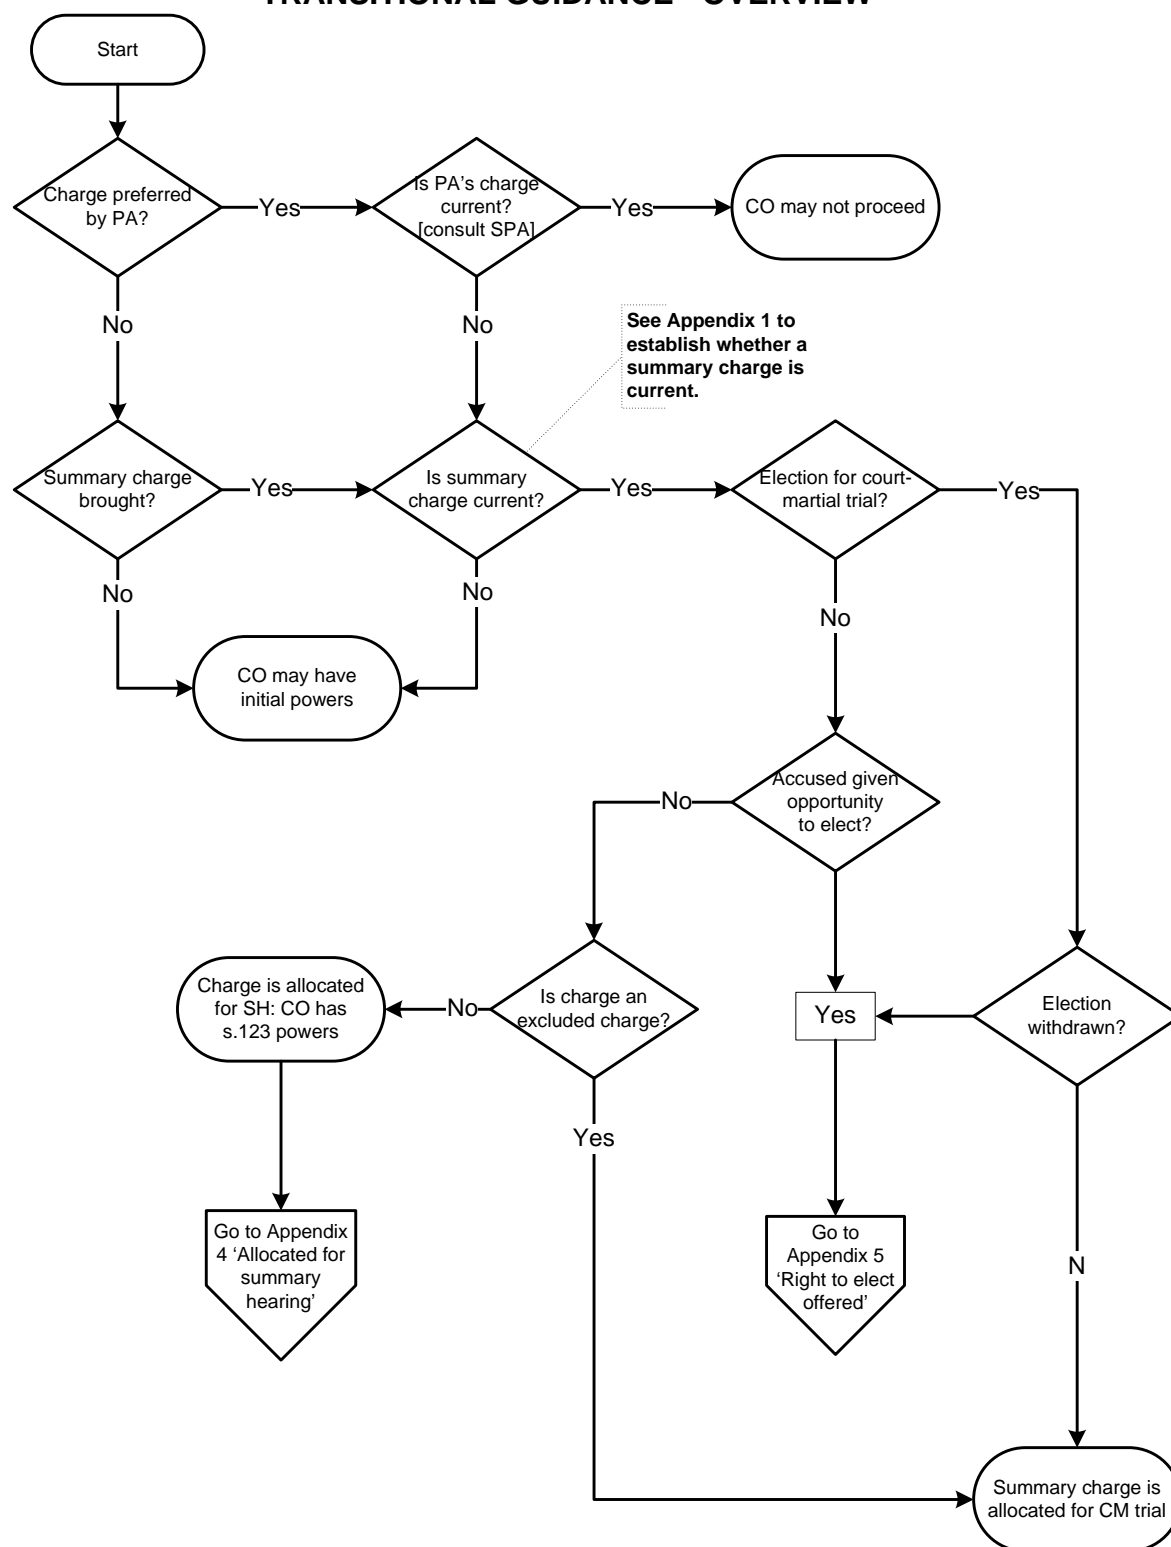 TRANSITIONAL GUIDANCE - OVERVIEW
Start
Charge preferred
by PA?
Yes
Is PA's charge
current?
[consult SPA]
Yes
CO may not proceed
No
No
See Appendix 1 to
establish whether a
summary charge is
current.
Summary charge
brought?
Yes
Is summary
charge current?
Yes
Election for court-
martial trial?
Yes
No
No
No
CO may have
initial powers
Accused given
opportunity
to elect?
No
Charge is allocated
for SH: CO has
s.123 powers
No
Is charge an
excluded charge?
Yes
Election
withdrawn?
Yes
Go to Appendix
4 ‘Allocated for
summary
hearing’
Go to
Appendix 5
‘Right to elect
offered’
N
Summary charge is
allocated for CM trial